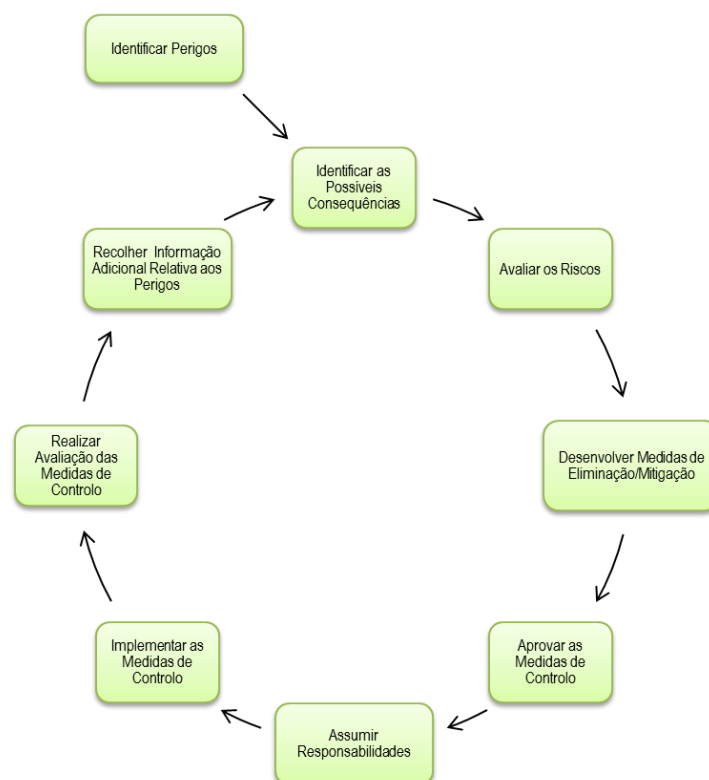 Identificar Perigos
Identificar as
Possíveis
Consequências
Avaliar os Riscos
Desenvolver Medidas de
Eliminação/Mitigação
Aprovar as
Medidas de
Controlo
Assumir
Responsabilidades
Implementar as
Medidas de
Controlo
Realizar
Avaliação das
Medidas de
Controlo
Recolher Informação
Adicional Relativa aos
Perigos